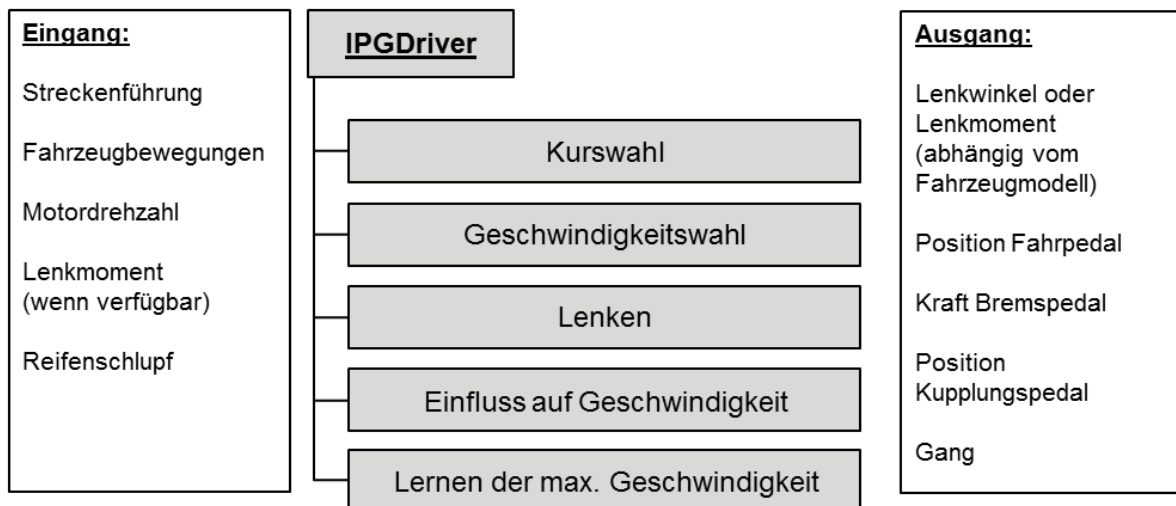 Eingang:
Streckenführung
Fahrzeugbewegungen
Motordrehzahl
Lenkmoment
(wenn verfügbar)
Reifenschlupf
IPGDriver
Kurswahl
Geschwindigkeitswahl
Lenken
Einfluss auf Geschwindigkeit
Lernen der max. Geschwindigkeit
Ausgang:
Lenkwinkel oder
Lenkmoment
(abhängig vom
Fahrzeugmodell)
Position Fahrpedal
Kraft Bremspedal
Position
Kupplungspedal
Gang